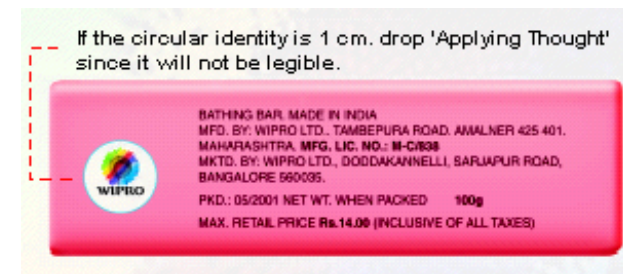 If the circular identity is 1 cm. drop 'Applying Thought'
since it will not be legible.
BATHING BAR. MADE IN INDIA
MFD. BY: WIPRO LTD., TAMBEPURA ROAD. AMALNER 425 401.
MAHARASHTRA. MFG. LIC. NO.: M-C/838
MKTD. BY: WIPRO LTD., DODDAKANNELLI, SARJAPUR ROAD,
BANGALORE 560035.
WIPRO
PKD.: 05/2001 NET WT. WHEN PACKED 100g
MAX. RETAIL PRICE Rs.14.00 (INCLUSIVE OF ALL TAXES)